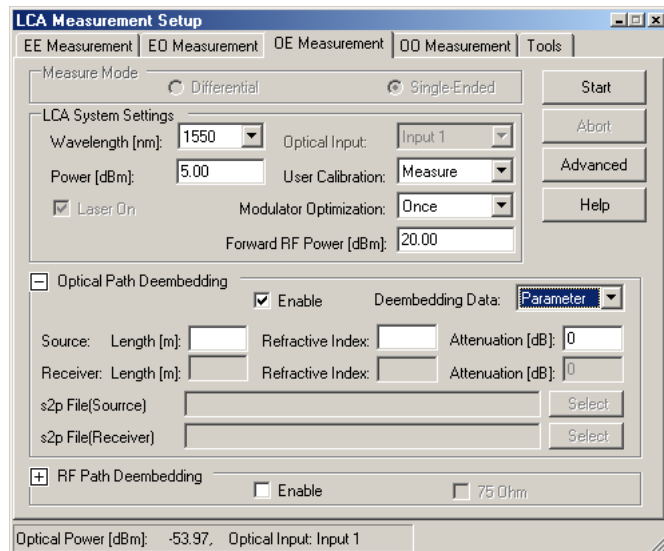 LCA Measurement Setup
EE Measurement EO Measurement OE Measurement OO Measurement Tools
Measure Mode
Differential Single-Ended Start
LCA System Settings
Wavelength [nm]: 1550 Optical Input: Input 1 Abort
Power [dBm]: 5.00 User Calibration: Measure Advanced
Laser On Modulator Optimization: Once Help
Forward RF Power [dBm]: 20.00
Optical Path Deembedding
Enable Deembedding Data: Parameter
Source: Length [m]: Refractive Index: Attenuation [dB]: 0
Receiver: Length [m]: Refractive Index: Attenuation [dB]: 0
s2p File(Sourrce) Select
s2p File(Receiver) Select
RF Path Deembedding
Enable 75 Ohm
Optical Power [dBm]: -53.97, Optical Input: Input 1